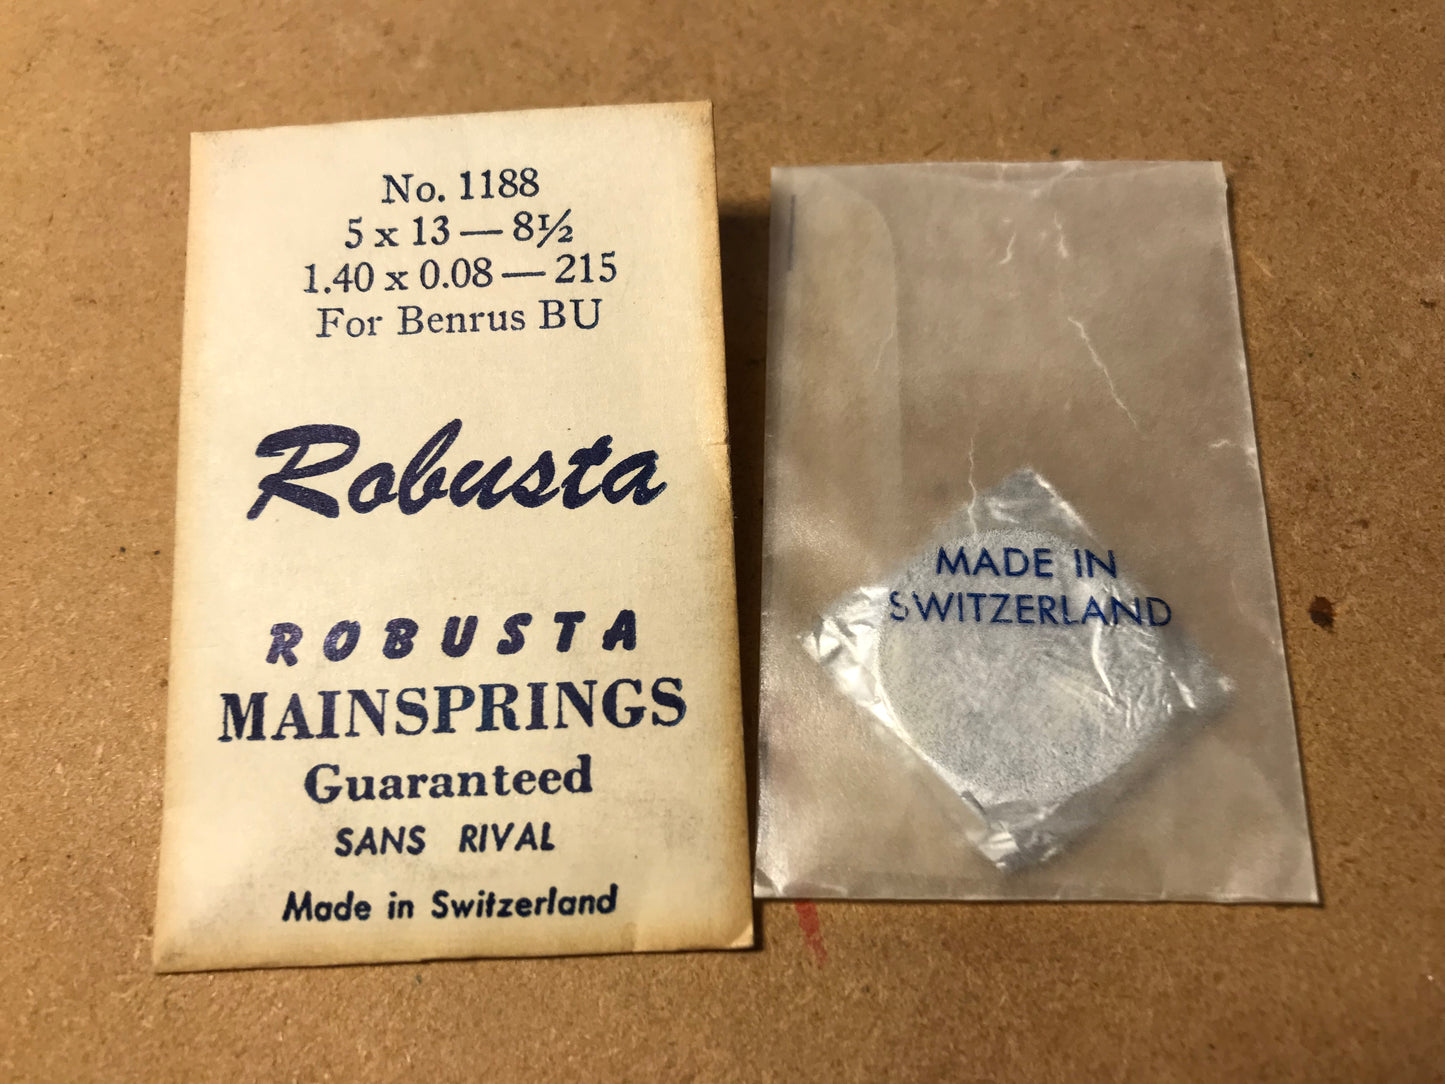 No. 1188
5 x 13 — 8½
1.40 x 0.08 — 215
For Benrus BU
Robusta
ROBUSTA
MAINSPRINGS
Guaranteed
SANS RIVAL
Made in Switzerland
MADE IN
SWITZERLAND